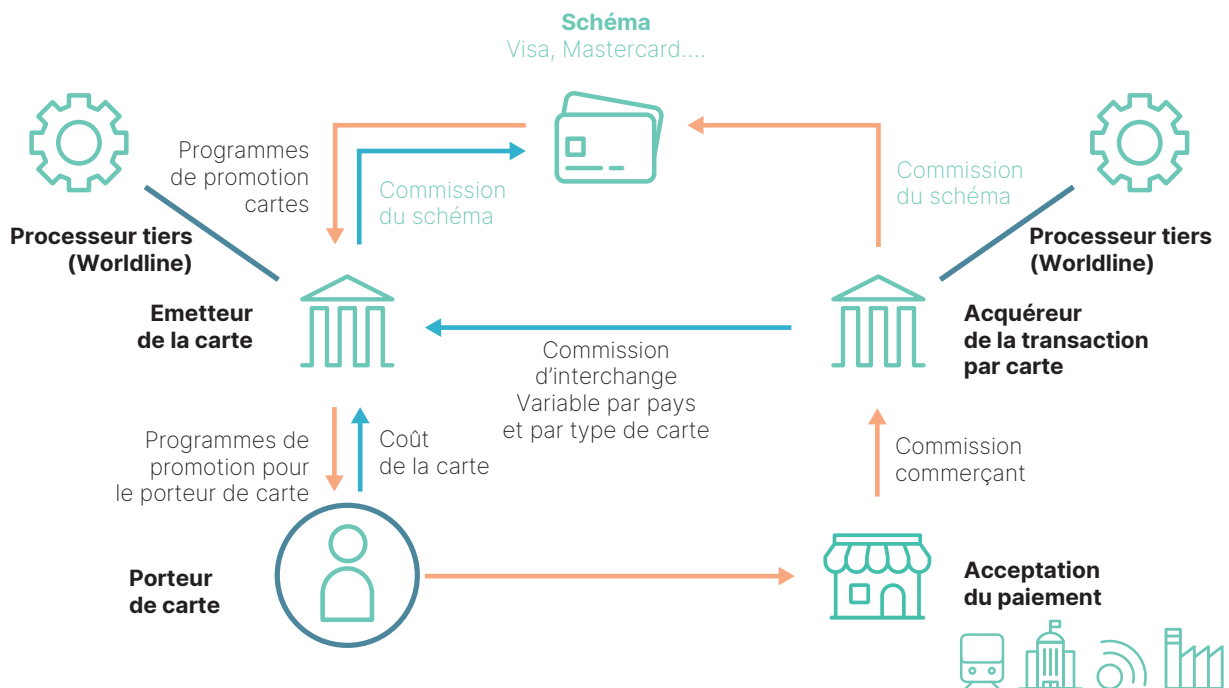 Schéma
Visa, Mastercard....
Programmes
de promotion
cartes
Commission
du schéma
Commission
du schéma
Processeur tiers
(Worldline)
Processeur tiers
(Worldline)
Emetteur
de la carte
Acquéreur
de la transaction
par carte
Commission
d’interchange
Variable par pays
et par type de carte
Programmes de
promotion pour
le porteur de carte
Coût
de la carte
Commission
commerçant
Porteur
de carte
Acceptation
du paiement